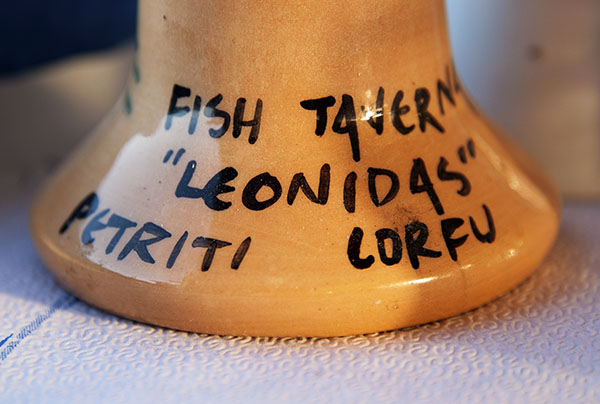 FISH TAVERNA
"LEONIDAS"
PETRITI CORFU